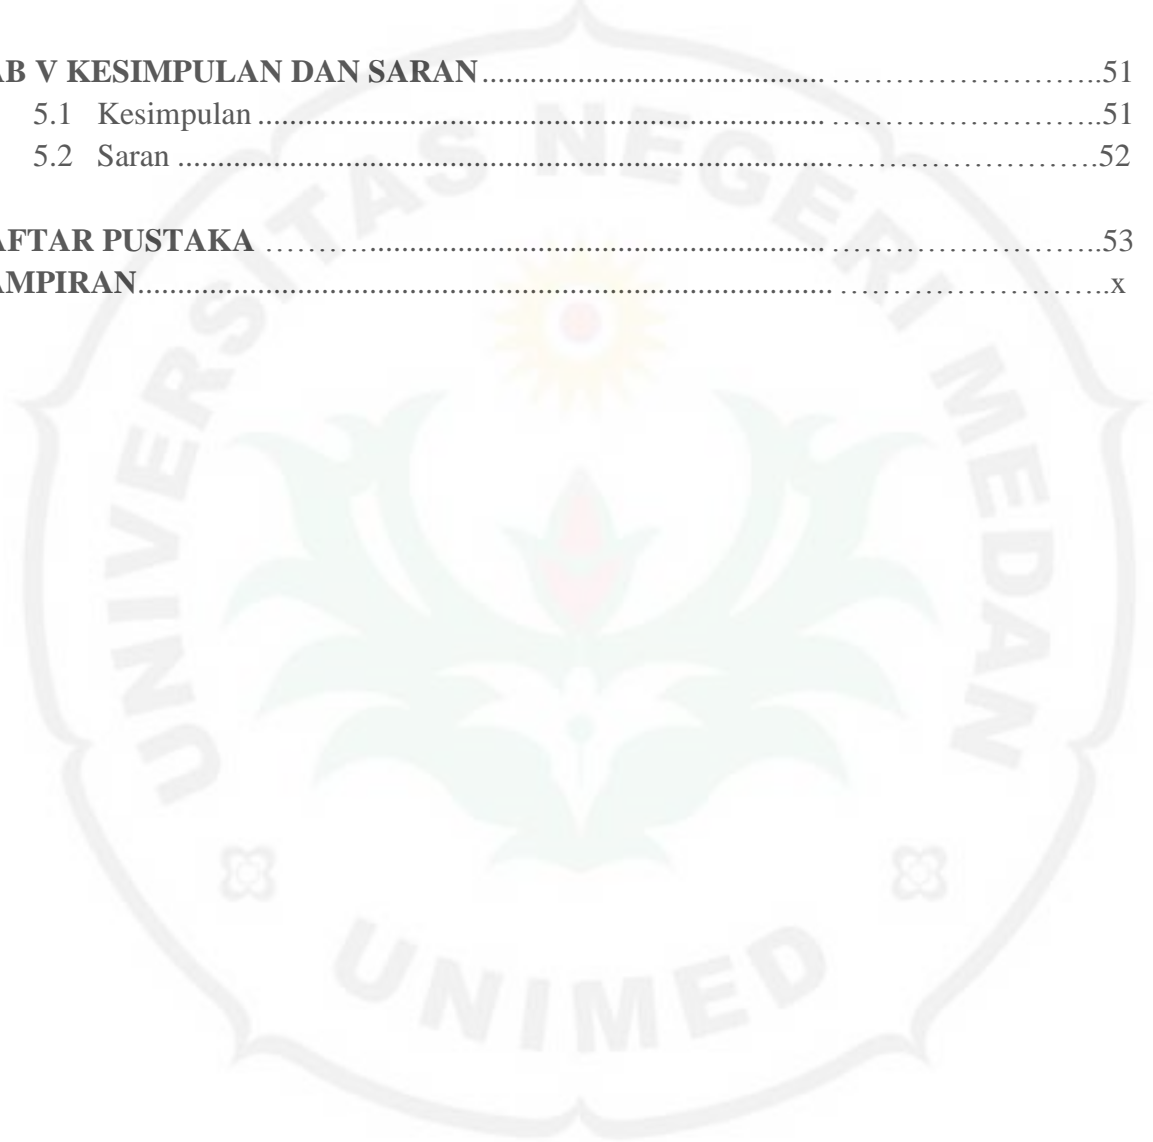 AB V KESIMPULAN DAN SARAN...................................................... ……………………..51
5.1 Kesimpulan......................................................................................... ……………………..51
5.2 Saran.......................................................................................................……………………52
AFTAR PUSTAKA ………....................................................................... ……………………..53
AMPIRAN............................................................................................. …………………….x
UNIVERSITAS NEGERI MEDAN
UNIMED